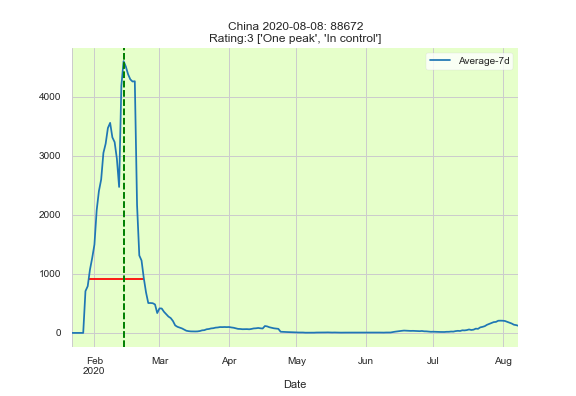 China 2020-08-08: 88672
Rating:3 ['One peak', 'In control']
Average-7d
4000
3000
2000
1000
0
Feb Mar Apr May Jun Jul Aug
2020
Date